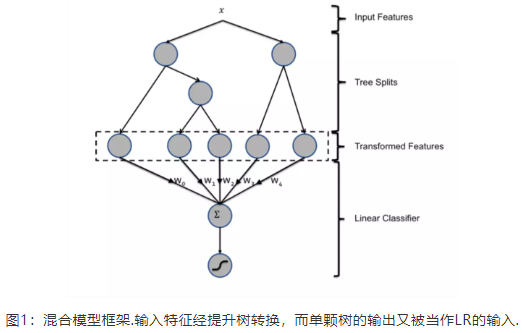 x
Input Features
Tree Splits
Transformed Features
W₀ W₁ W₂ W₃ W₄
Σ
Linear Classifier
图1：混合模型框架.输入特征经提升树转换，而单颗树的输出又被当作LR的输入.